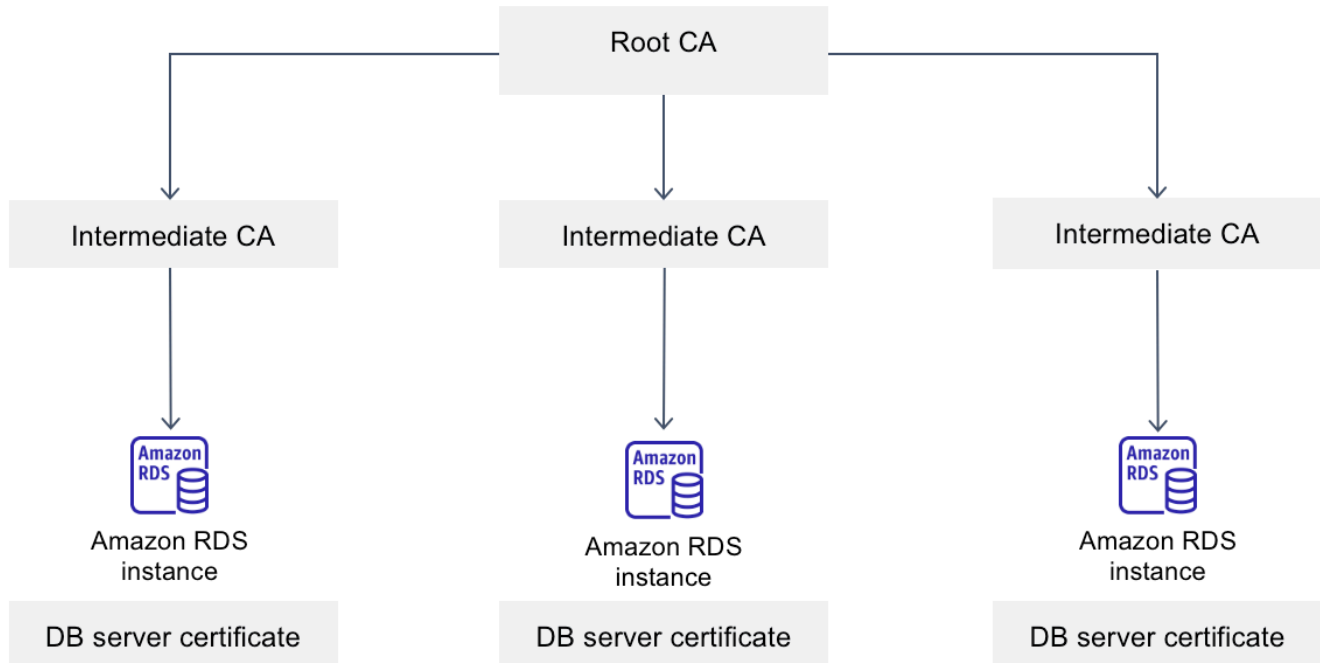 Root CA
Intermediate CA
Intermediate CA
Intermediate CA
Amazon
RDS
Amazon RDS
instance
Amazon
RDS
Amazon RDS
instance
Amazon
RDS
Amazon RDS
instance
DB server certificate
DB server certificate
DB server certificate